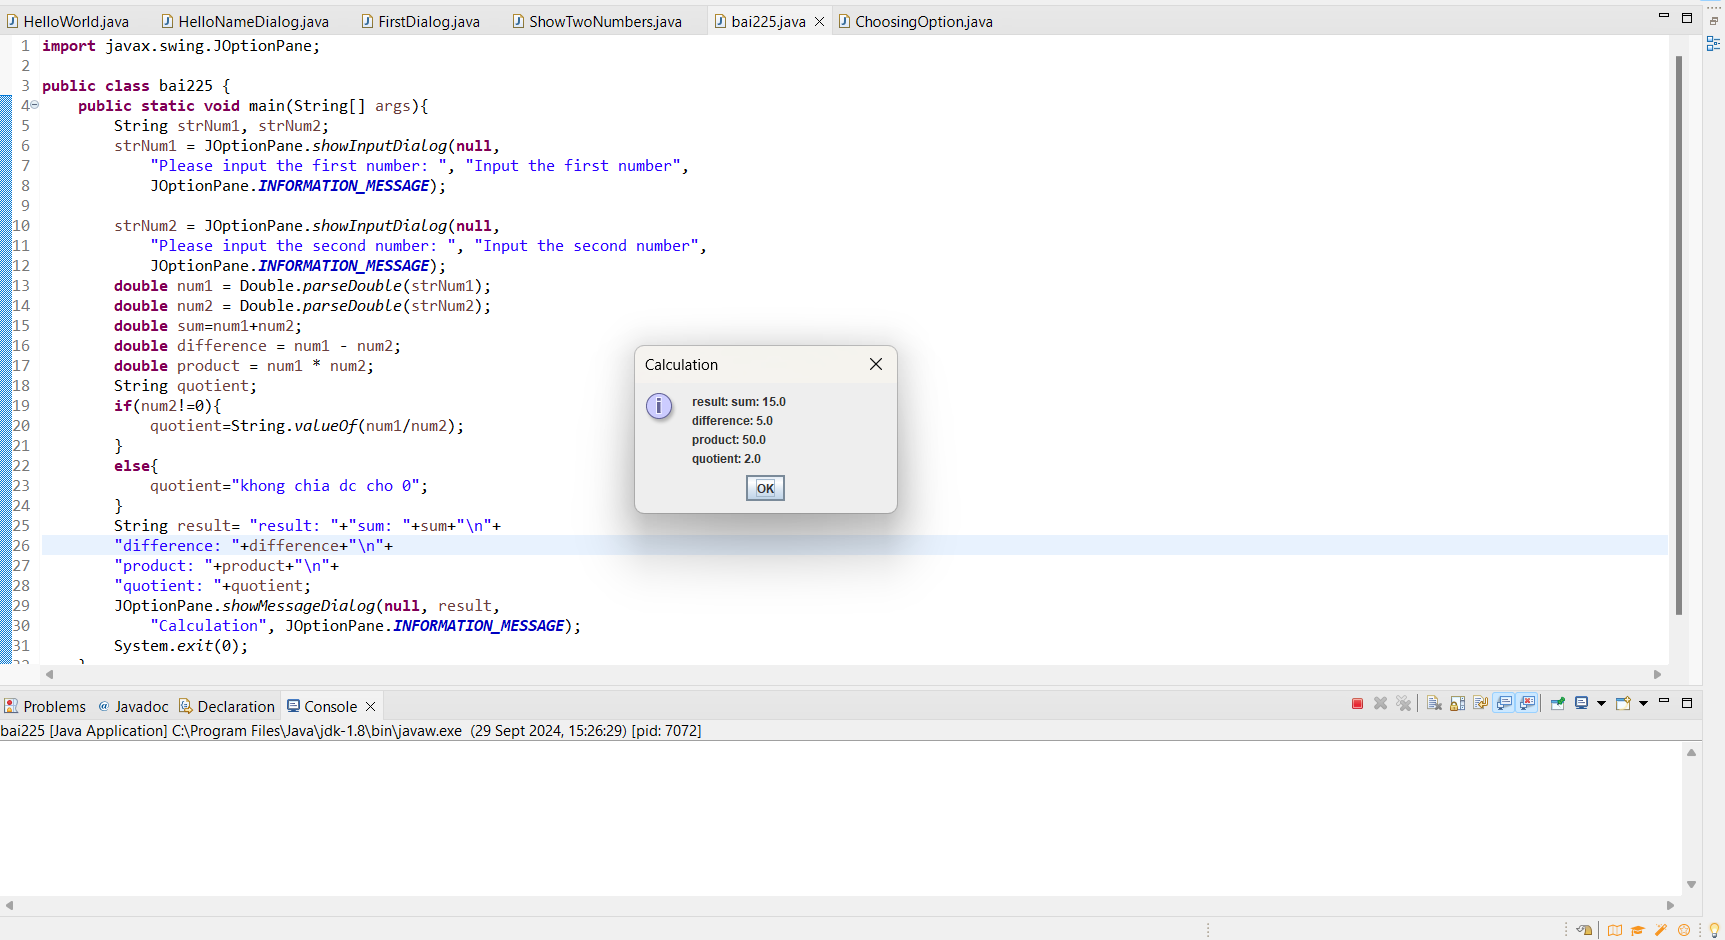 HelloWorld.java HelloNameDialog.java FirstDialog.java ShowTwoNumbers.java bai225.java ChoosingOption.java
1 import javax.swing.JOptionPane;
2
3 public class bai225 {
4 public static void main(String[] args){
5 String strNum1, strNum2;
6 strNum1 = JOptionPane.showInputDialog(null,
7 "Please input the first number: ", "Input the first number",
8 JOptionPane.INFORMATION_MESSAGE);
9
10 strNum2 = JOptionPane.showInputDialog(null,
11 "Please input the second number: ", "Input the second number",
12 JOptionPane.INFORMATION_MESSAGE);
13 double num1 = Double.parseDouble(strNum1);
14 double num2 = Double.parseDouble(strNum2);
15 double sum=num1+num2;
16 double difference = num1 - num2;
17 double product = num1 * num2;
18 String quotient;
19 if(num2!=0){
20 quotient=String.valueOf(num1/num2);
21 }
22 else{
23 quotient="khong chia dc cho 0";
24 }
25 String result= "result: "+"sum: "+sum+"\n"+
26 "difference: "+difference+"\n"+
27 "product: "+product+"\n"+
28 "quotient: "+quotient;
29 JOptionPane.showMessageDialog(null, result,
30 "Calculation", JOptionPane.INFORMATION_MESSAGE);
31 System.exit(0);
Calculation
result: sum: 15.0
difference: 5.0
product: 50.0
quotient: 2.0
OK
Problems @ Javadoc Declaration Console
bai225 [Java Application] C:\Program Files\Java\jdk-1.8\bin\javaw.exe (29 Sept 2024, 15:26:29) [pid: 7072]